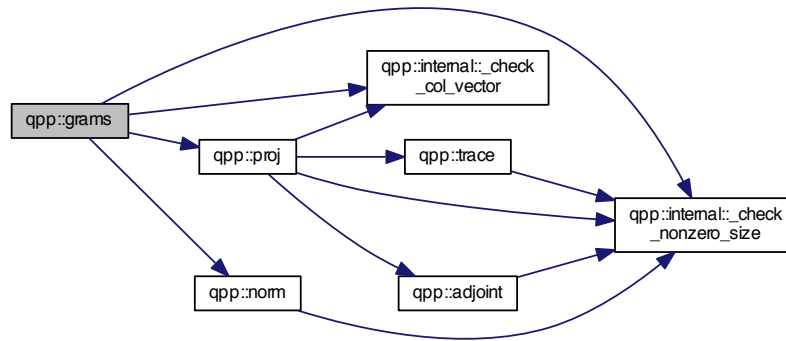 qpp::grams
qpp::internal::_check
_col_vector
qpp::proj
qpp::trace
qpp::internal::_check
_nonzero_size
qpp::norm
qpp::adjoint